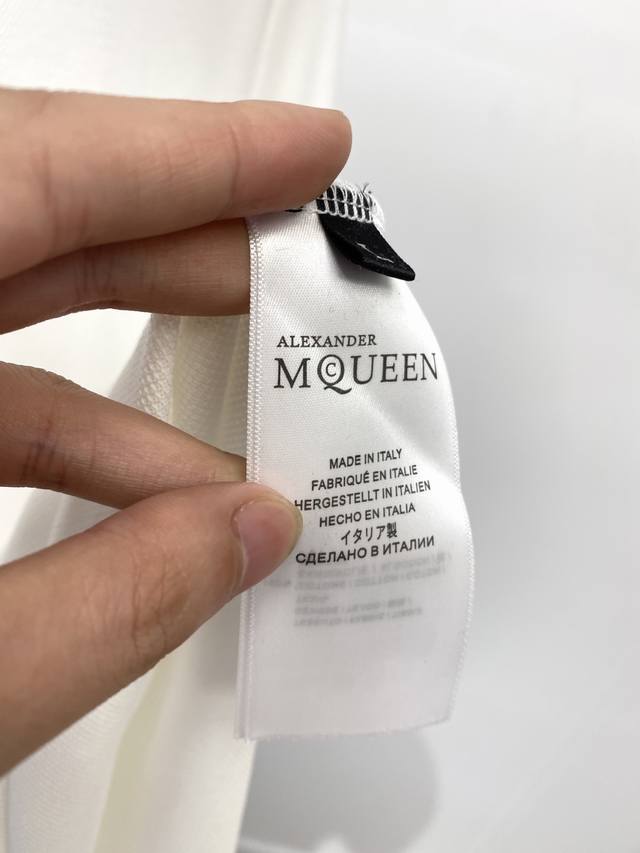 ALEXANDER
MCQUEEN
MADE IN ITALY
FABRIQUÉ EN ITALIE
HERGESTELLT IN ITALIEN
HECHO EN ITALIA
イタリア製
СДЕЛАНО В ИТАЛИИ